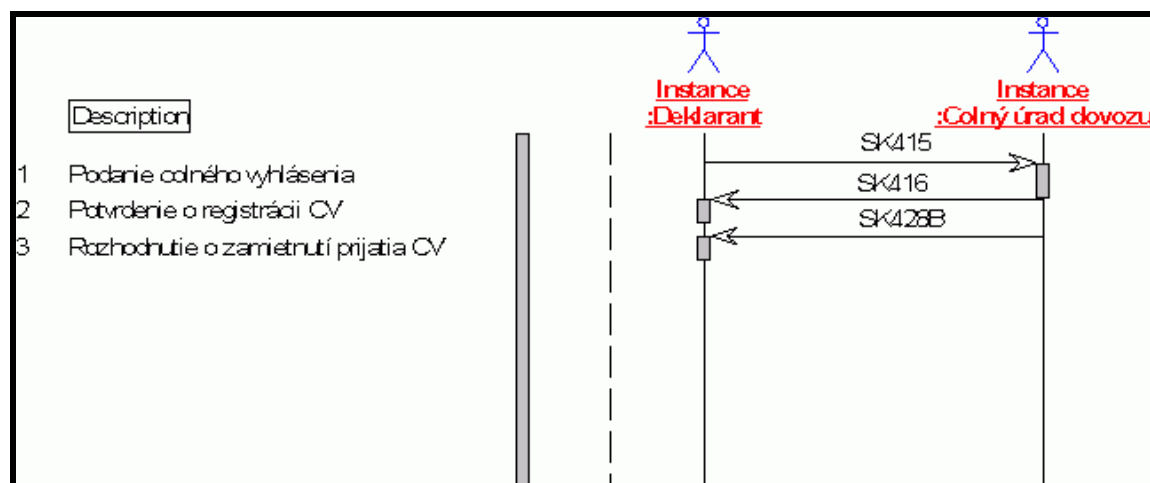 Instance
:Deklarant
Instance
:Colný úrad dovozu
Description
1 Podanie colného vyhlásenia
2 Potvrdenie o registrácii CV
3 Rozhodnutie o zamietnutí prijatia CV
SK415
SK416
SK428B